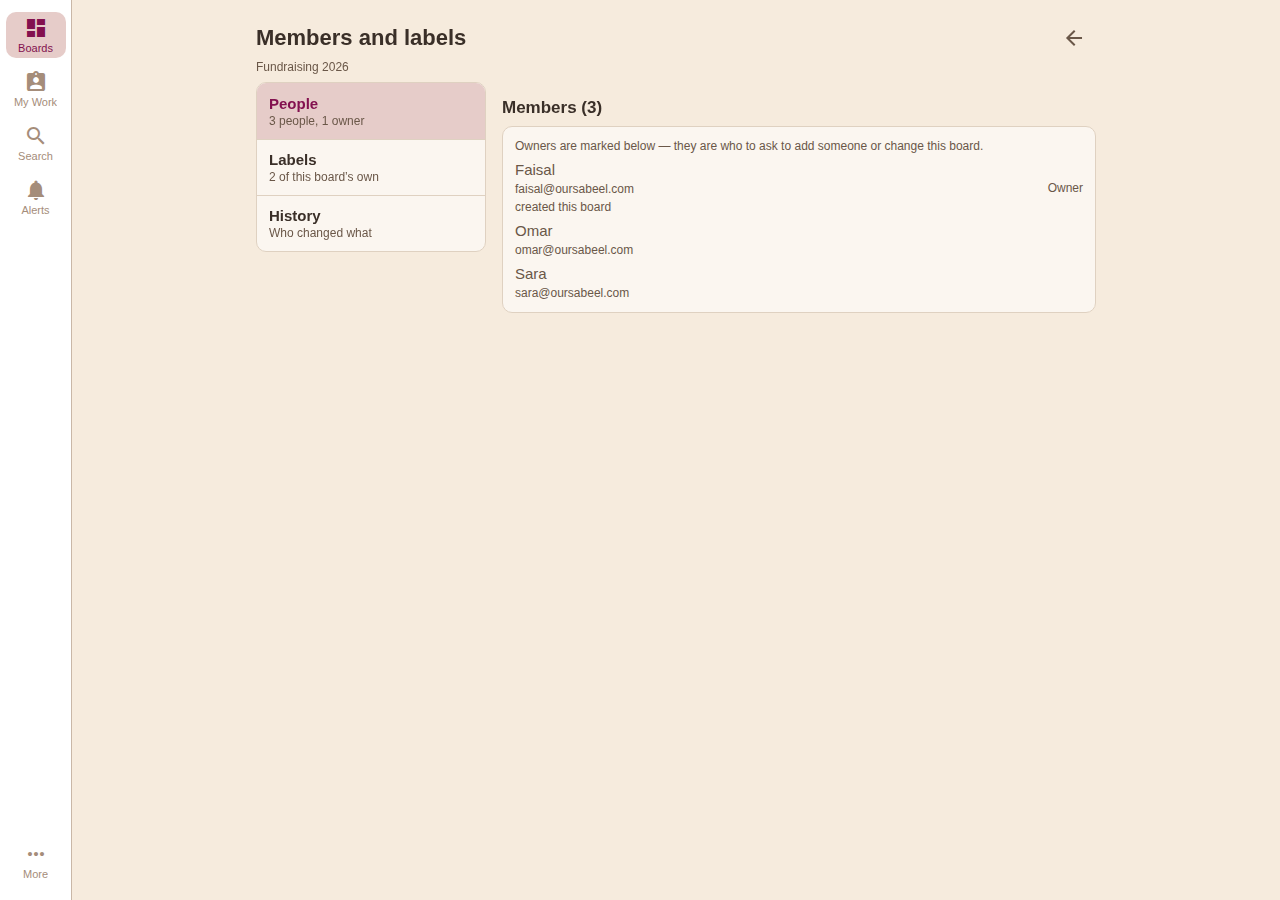 Boards
My Work
Search
Alerts
More
Members and labels
Fundraising 2026
People
3 people, 1 owner
Labels
2 of this board's own
History
Who changed what
Members (3)
Owners are marked below — they are who to ask to add someone or change this board.
Faisal
faisal@oursabeel.com
created this board
Owner
Omar
omar@oursabeel.com
Sara
sara@oursabeel.com